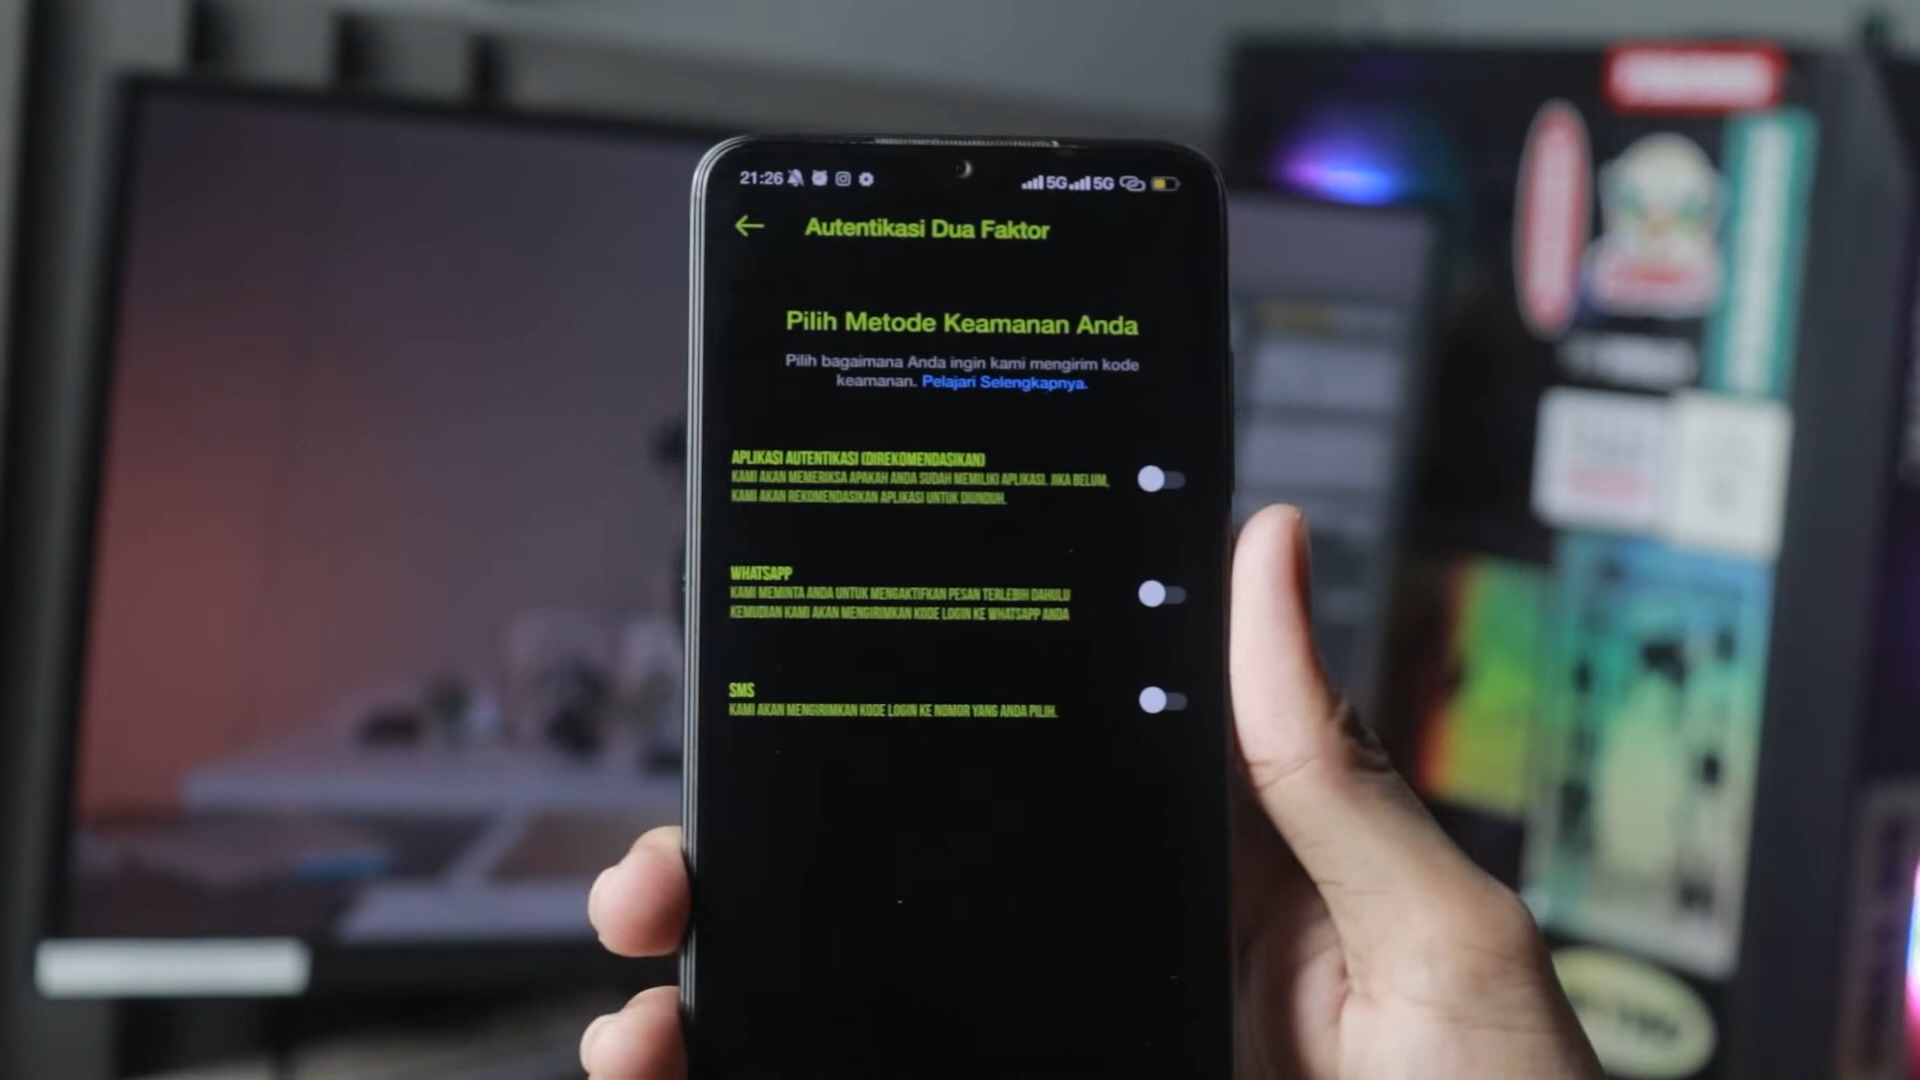 21:26 5G 5G
Autentikasi Dua Faktor
Pilih Metode Keamanan Anda
Pilih bagaimana Anda ingin kami mengirim kode
keamanan. Pelajari Selengkapnya.
APLIKASI AUTENTIKASI (DIREKOMENDASIKAN)
KAMI AKAN MEMERIKSA APAKAH ANDA SUDAH MEMILIKI APLIKASI. JIKA BELUM,
KAMI AKAN REKOMENDASIKAN APLIKASI UNTUK DIUNDUH.
WHATSAPP
KAMI MEMINTA ANDA UNTUK MENGAKTIFKAN PESAN TERLEBIH DAHULU
KEMUDIAN KAMI AKAN MENGIRIMKAN KODE LOGIN KE WHATSAPP ANDA
SMS
KAMI AKAN MENGIRIMKAN KODE LOGIN KE NOMOR YANG ANDA PILIH.